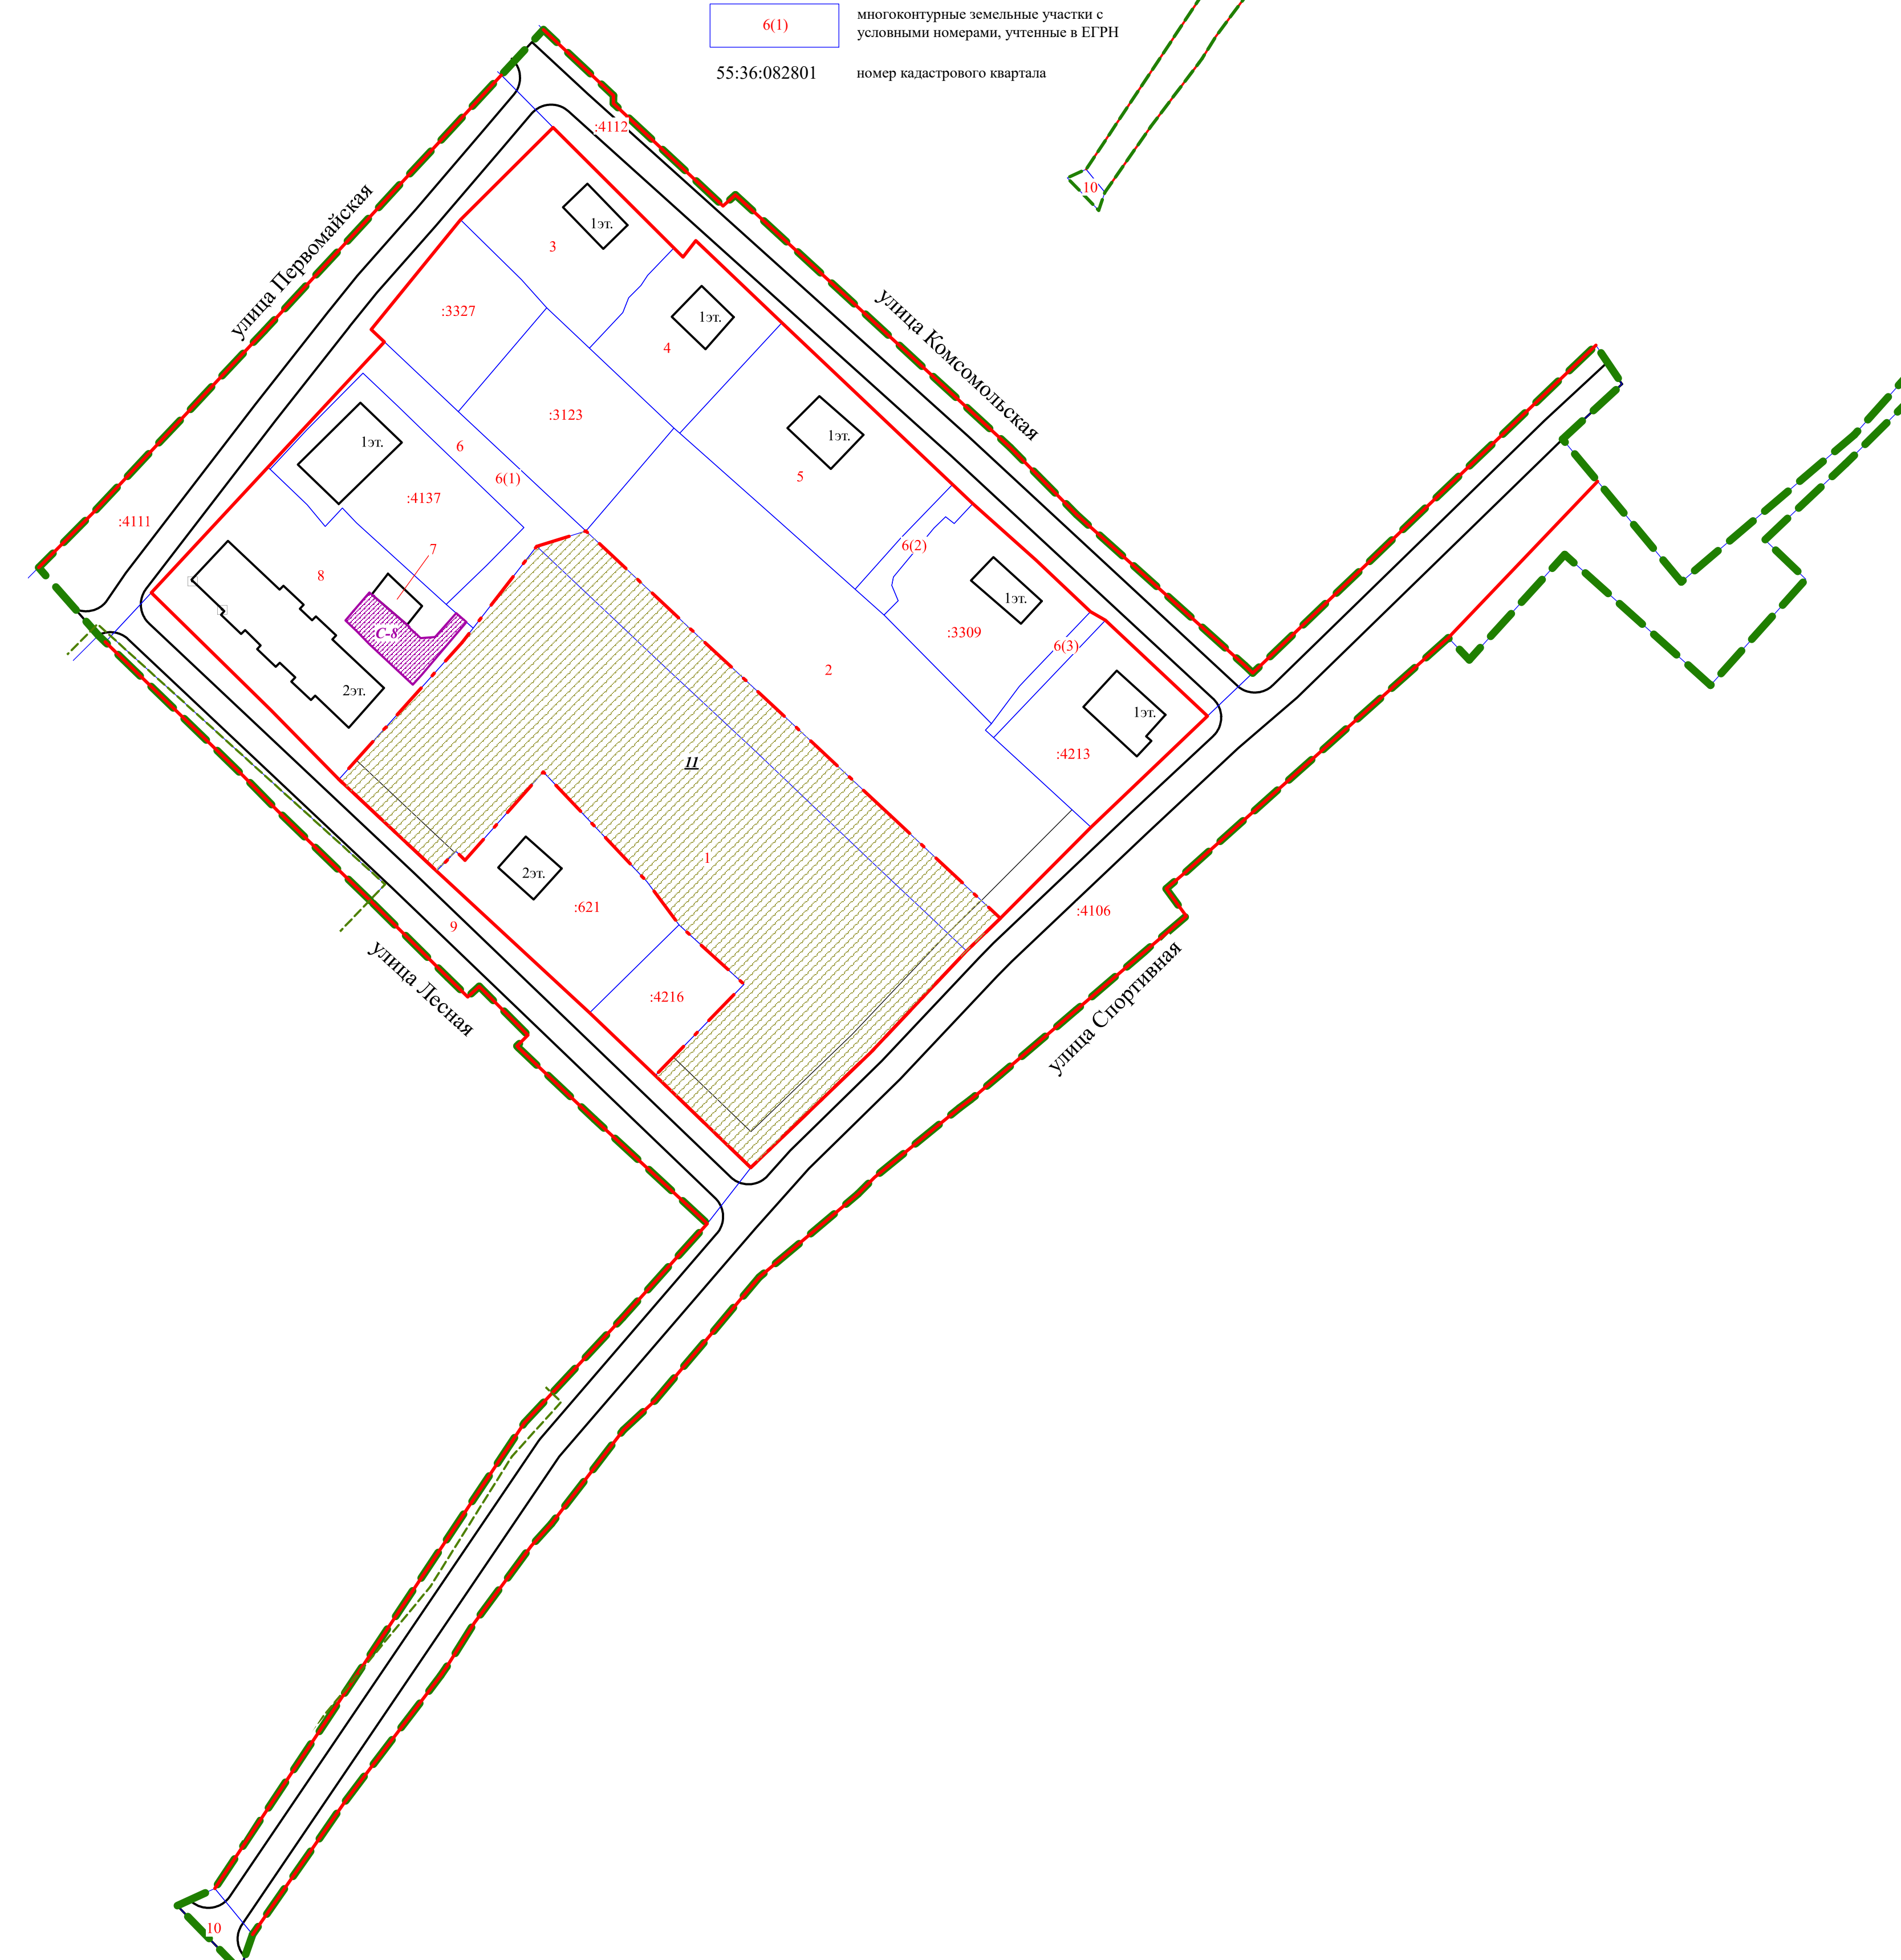 6(1)
многоконтурные земельные участки с
условными номерами, учтенные в ЕГРН
55:36:082801
номер кадастрового квартала
:4112
10
улица Первомайская
1эт.
3
:3327
улица Комсомольская
1эт.
4
:3123
1эт.
6
1эт.
5
6(1)
:4137
:4111
7
6(2)
8
1эт.
С-8
:3309
6(3)
2
2эт.
1эт.
:4213
11
1
2эт.
:621
:4106
9
улица Лесная
:4216
улица Спортивная
10